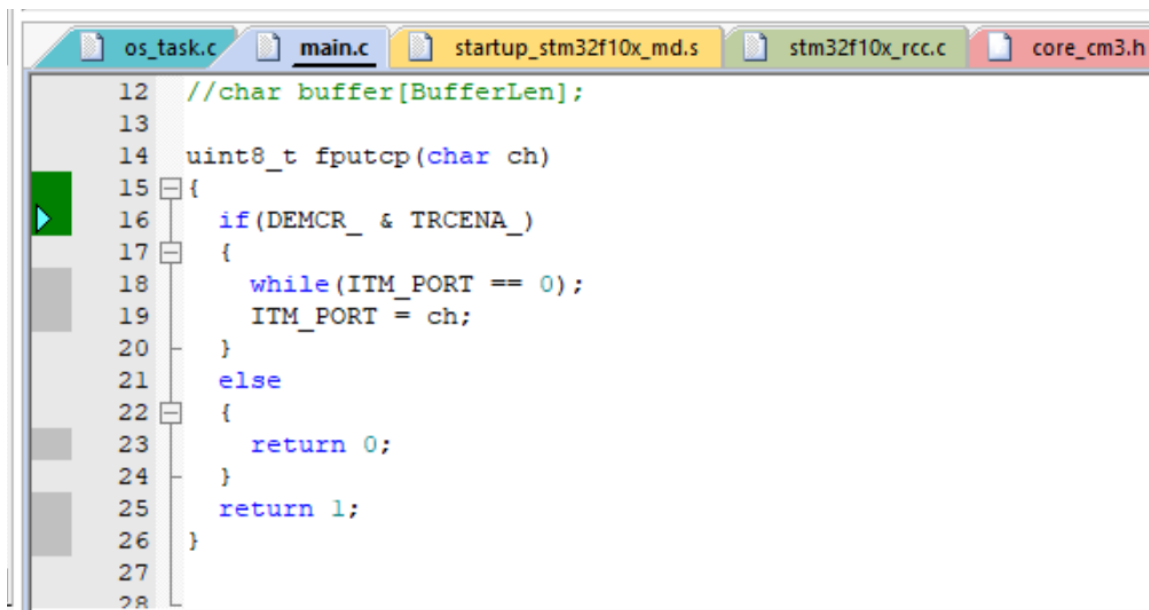 os_task.c main.c startup_stm32f10x_md.s stm32f10x_rcc.c core_cm3.h
12 //char buffer[BufferLen];
13
14 uint8_t fputcp(char ch)
15 {
16 if(DEMCR_ & TRCENA_)
17 {
18 while(ITM_PORT == 0);
19 ITM_PORT = ch;
20 }
21 else
22 {
23 return 0;
24 }
25 return 1;
26 }
27
28